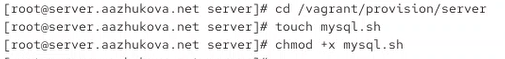 [root@server.aazhukova.net server]# cd /vagrant/provision/server
[root@server.aazhukova.net server]# touch mysql.sh
[root@server.aazhukova.net server]# chmod +x mysql.sh